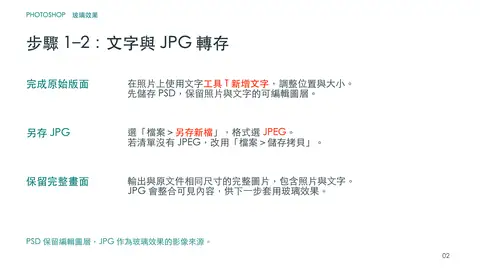 PHOTOSHOP 玻璃效果
步驟 1–2：文字與 JPG 轉存
完成原始版面
在照片上使用文字工具 T 新增文字，調整位置與大小。
先儲存 PSD，保留照片與文字的可編輯圖層。
另存 JPG
選「檔案 > 另存新檔」，格式選 JPEG。
若清單沒有 JPEG，改用「檔案 > 儲存拷貝」。
保留完整畫面
輸出與原文件相同尺寸的完整圖片，包含照片與文字。
JPG 會整合可見內容，供下一步套用玻璃效果。
PSD 保留編輯圖層，JPG 作為玻璃效果的影像來源。
02